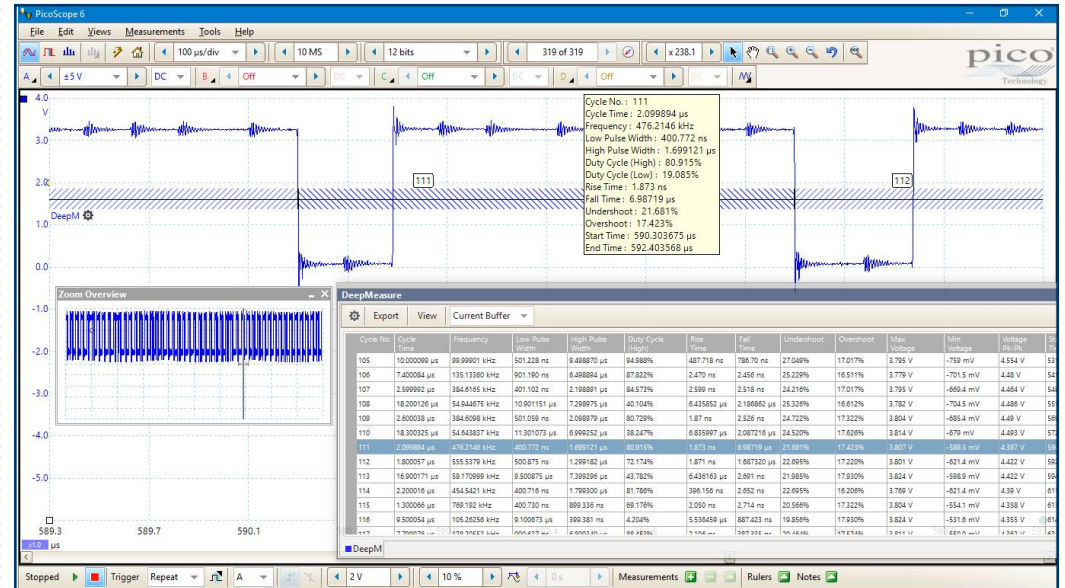 PicoScope 6
File Edit Views Measurements Tools Help
100 µs/div 10 MS 12 bits 319 of 319 x 238.1
pico
Technology
A ±5 V DC B Off DC C Off DC D Off DC
4.0
V
3.0
2.0
1.0
0.0
-1.0
-2.0
-3.0
-4.0
-5.0
DeepM
111
112
Cycle No. : 111
Cycle Time : 2.099894 µs
Frequency : 476.2146 kHz
Low Pulse Width : 400.772 ns
High Pulse Width : 1.699121 µs
Duty Cycle (High) : 80.915%
Duty Cycle (Low) : 19.085%
Rise Time : 1.873 ns
Fall Time : 6.98719 µs
Undershoot : 21.681%
Overshoot : 17.423%
Start Time : 590.303675 µs
End Time : 592.403568 µs
Zoom Overview
DeepMeasure
Export View Current Buffer
Cycle No. Cycle Time Frequency Low Pulse Width High Pulse Width Duty Cycle (High) Rise Time Fall Time Undershoot Overshoot Max Voltage Min Voltage Voltage Pk-Pk
105 10.000099 µs 99.99901 kHz 501.228 ns 9.498870 µs 94.988% 487.718 ns 786.70 ns 27.049% 17.017% 3.795 V -759 mV 4.554 V
106 7.400084 µs 135.13360 kHz 901.190 ns 6.498894 µs 87.822% 2.470 ns 2.456 ns 25.229% 16.511% 3.779 V -701.5 mV 4.48 V
107 2.599992 µs 384.6165 kHz 401.102 ns 2.198891 µs 84.573% 2.599 ns 2.518 ns 24.216% 17.017% 3.795 V -669.4 mV 4.464 V
108 18.200126 µs 54.944675 kHz 10.901151 µs 7.298975 µs 40.104% 6.435852 µs 2.186862 µs 25.326% 16.612% 3.782 V -704.5 mV 4.486 V
109 2.600038 µs 384.6098 kHz 501.059 ns 2.098979 µs 80.729% 1.87 ns 2.526 ns 24.722% 17.322% 3.804 V -685.4 mV 4.49 V
110 18.300325 µs 54.643837 kHz 11.301073 µs 6.999252 µs 38.247% 6.835997 µs 2.087216 µs 24.520% 17.626% 3.814 V -679 mV 4.493 V
111 2.099894 µs 476.2146 kHz 400.772 ns 1.699121 µs 80.915% 1.873 ns 6.98719 µs 21.681% 17.423% 3.807 V -589.3 mV 4.397 V
112 1.800057 µs 555.5379 kHz 500.875 ns 1.299182 µs 72.174% 1.871 ns 1.687320 µs 22.695% 17.220% 3.801 V -621.4 mV 4.422 V
113 16.900171 µs 59.170999 kHz 9.500875 µs 7.399296 µs 43.782% 6.436163 µs 2.691 ns 21.985% 17.930% 3.824 V -598.9 mV 4.422 V
114 2.200016 µs 454.5421 kHz 400.716 ns 1.799300 µs 81.786% 396.156 ns 2.652 ns 22.695% 16.206% 3.769 V -621.4 mV 4.39 V
115 1.300066 µs 769.192 kHz 400.730 ns 899.336 ns 69.176% 2.050 ns 2.714 ns 20.566% 17.322% 3.804 V -554.1 mV 4.358 V
116 9.500054 µs 105.26256 kHz 9.100673 µs 399.381 ns 4.204% 5.536459 µs 887.423 ns 19.856% 17.930% 3.824 V -531.6 mV 4.355 V
DeepM
589.3 589.7 590.1
x1.0 µs
Stopped Trigger Repeat A 2 V 10 % 0 s Measurements Rulers Notes